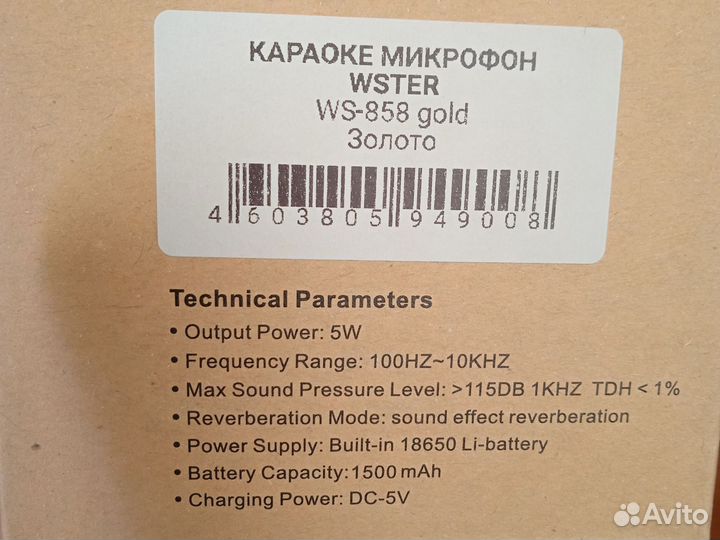 КАРАОКЕ МИКРОФОН
WSTER
WS-858 gold
Золото
4 603805 949008
Technical Parameters
• Output Power: 5W
• Frequency Range: 100HZ~10KHZ
• Max Sound Pressure Level: >115DB 1KHZ TDH < 1%
• Reverberation Mode: sound effect reverberation
• Power Supply: Built-in 18650 Li-battery
• Battery Capacity:1500 mAh
• Charging Power: DC-5V
Avito